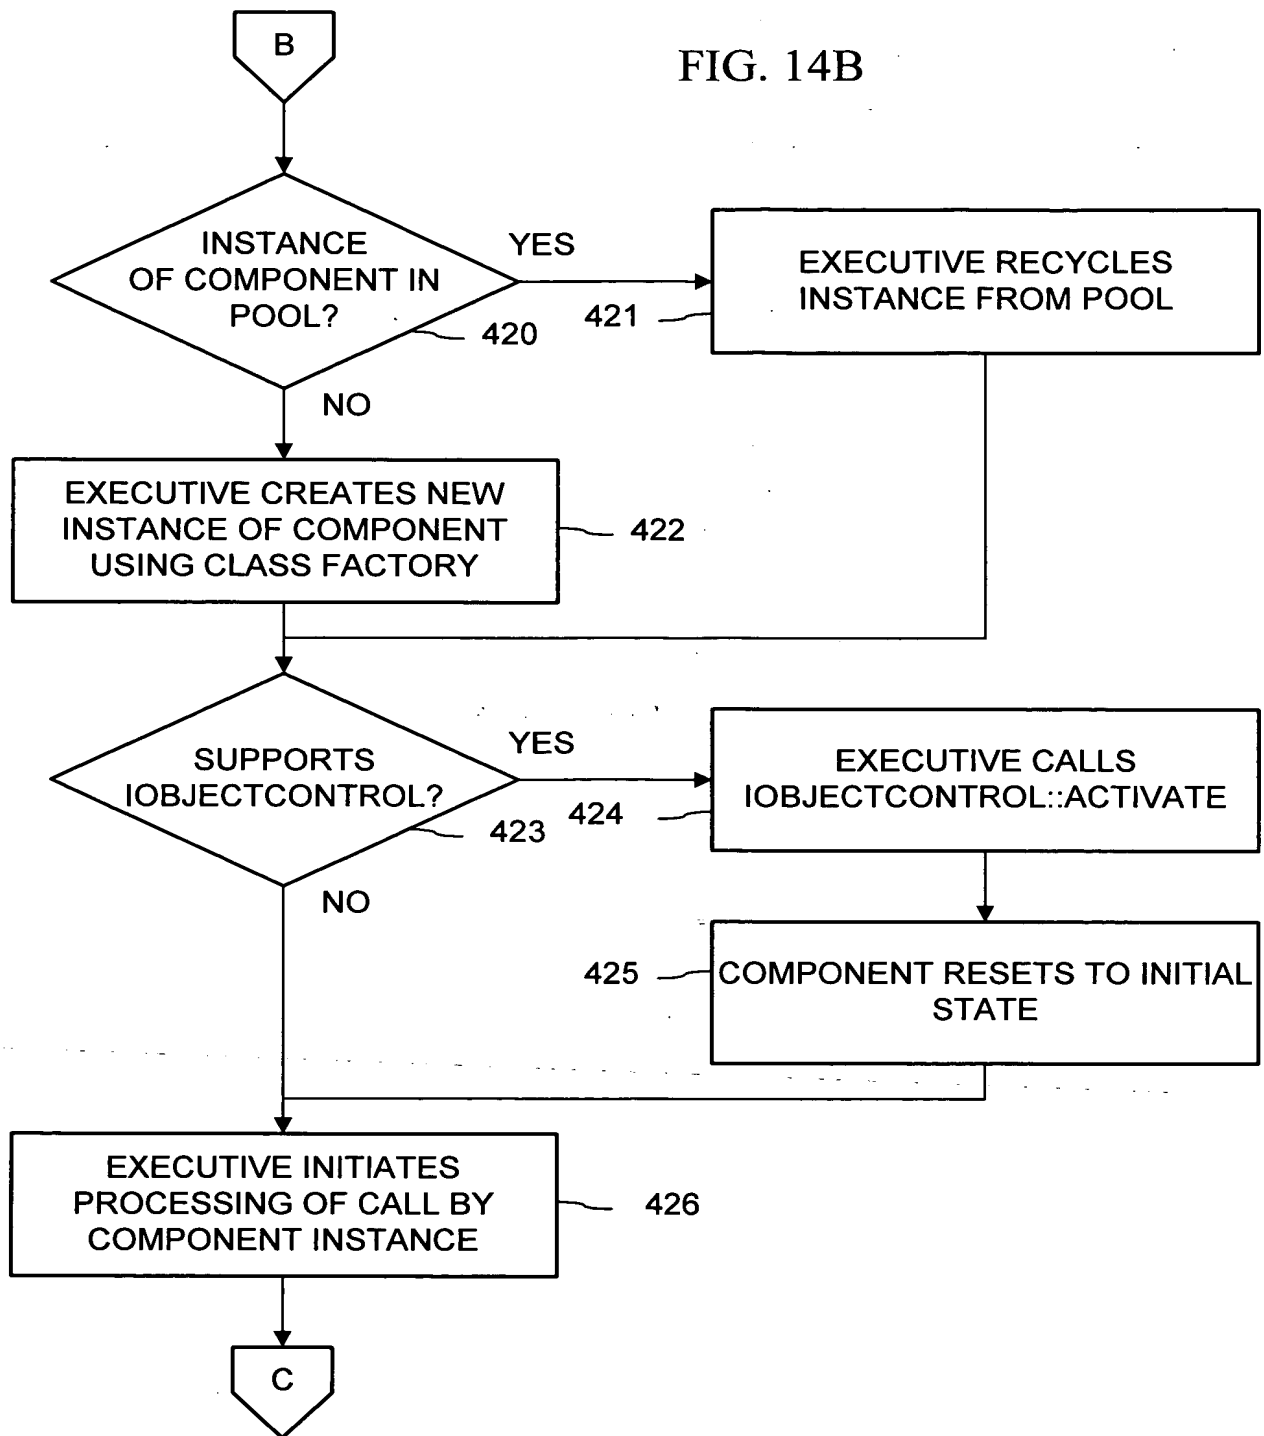 B
FIG. 14B
INSTANCE
OF COMPONENT IN
POOL?
420
YES
421
EXECUTIVE RECYCLES
INSTANCE FROM POOL
NO
EXECUTIVE CREATES NEW
INSTANCE OF COMPONENT
USING CLASS FACTORY
422
SUPPORTS
IOBJECTCONTROL?
423
YES
424
EXECUTIVE CALLS
IOBJECTCONTROL::ACTIVATE
NO
425
COMPONENT RESETS TO INITIAL
STATE
EXECUTIVE INITIATES
PROCESSING OF CALL BY
COMPONENT INSTANCE
426
C